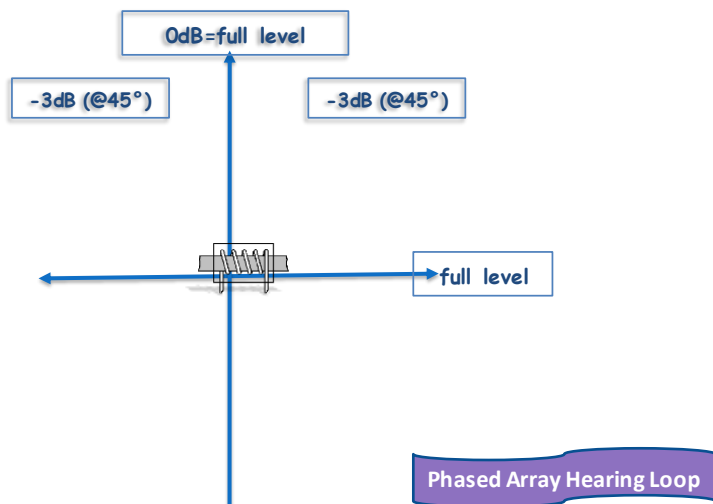 0dB=full level
-3dB (@45°)
-3dB (@45°)
full level
Phased Array Hearing Loop